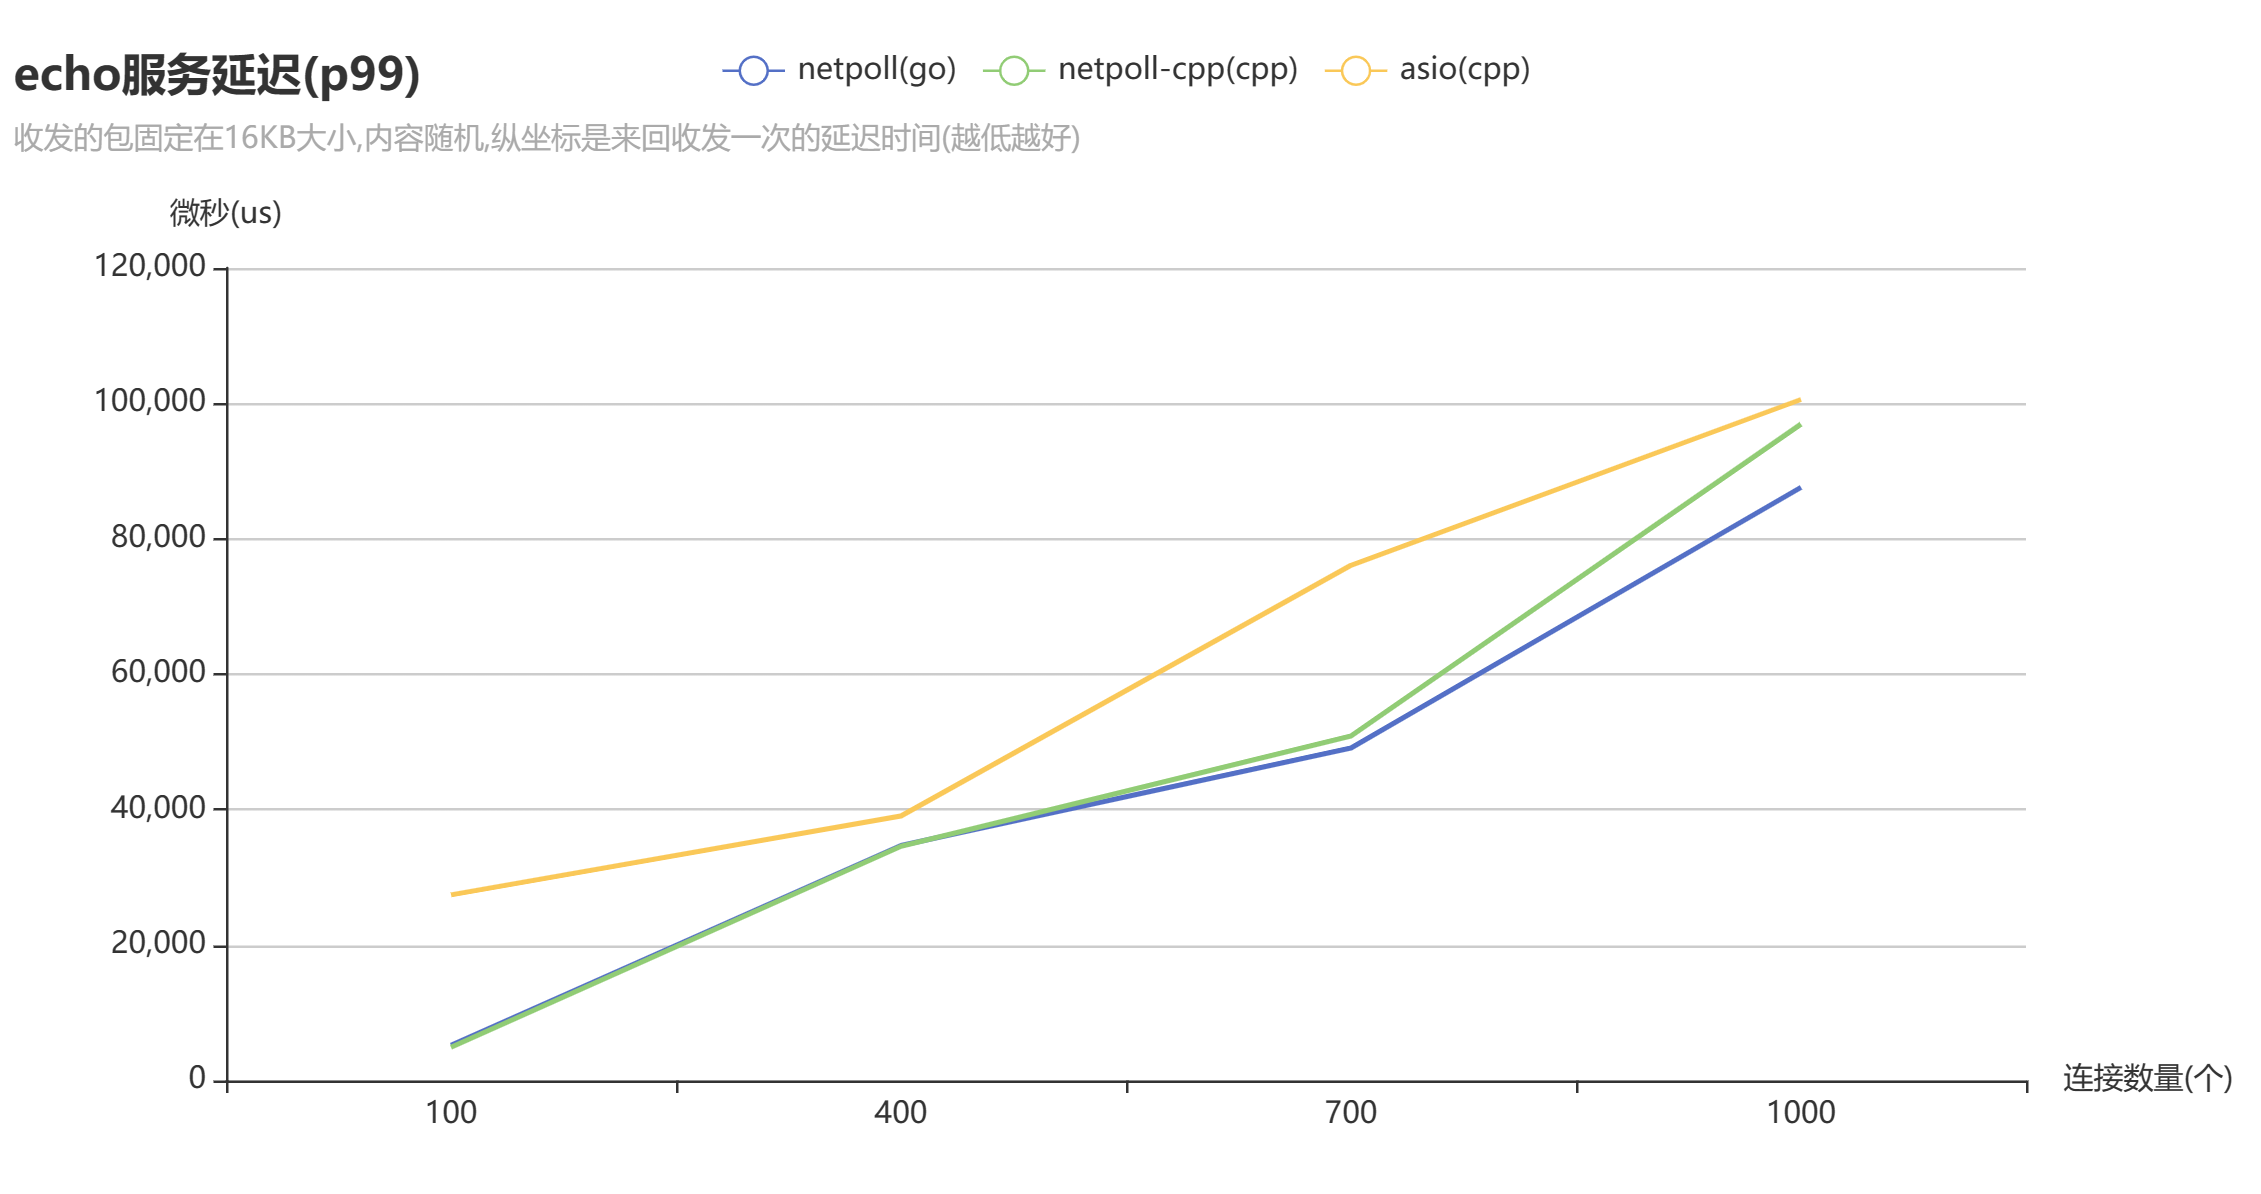 echo服务延迟(p99)
netpoll(go) netpoll-cpp(cpp) asio(cpp)
收发的包固定在16KB大小,内容随机,纵坐标是来回收发一次的延迟时间(越低越好)
微秒(us)
120,000
100,000
80,000
60,000
40,000
20,000
0
连接数量(个)
100 400 700 1000